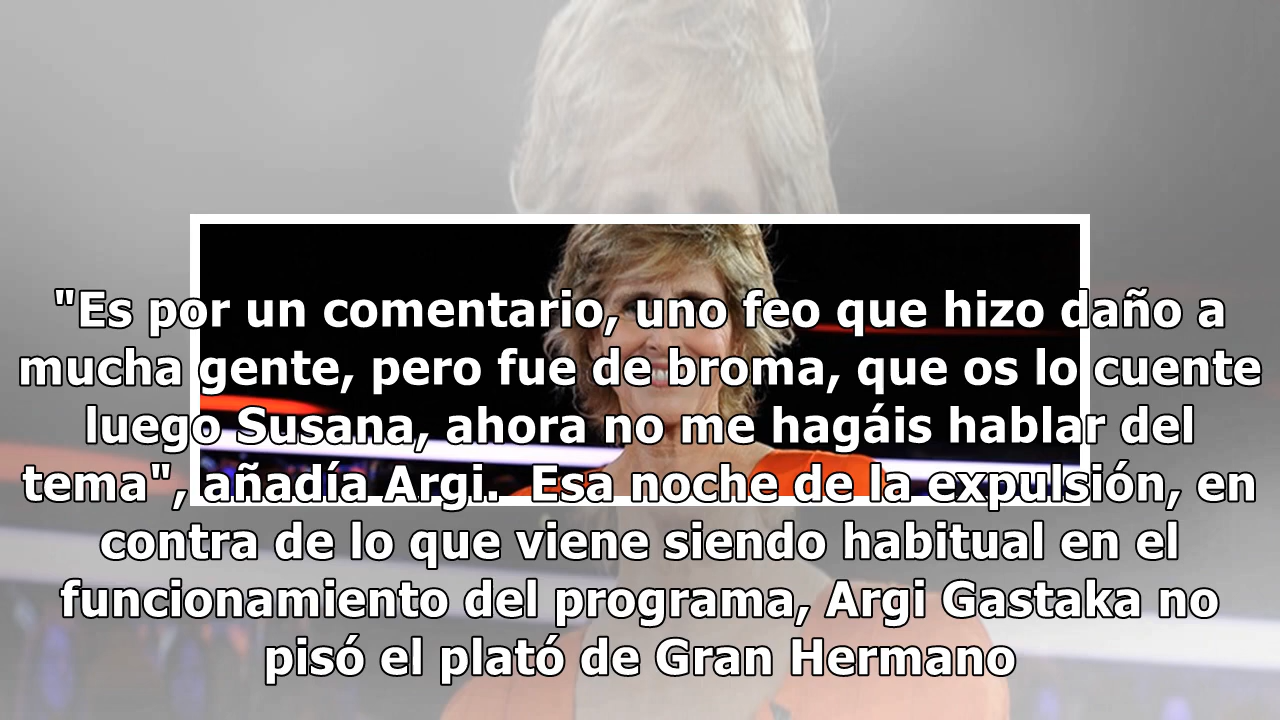 "Es por un comentario, uno feo que hizo daño a
mucha gente, pero fue de broma, que os lo cuente
luego Susana, ahora no me hagáis hablar del
tema", añadía Argi.  Esa noche de la expulsión, en
contra de lo que viene siendo habitual en el
funcionamiento del programa, Argi Gastaka no
pisó el plató de Gran Hermano